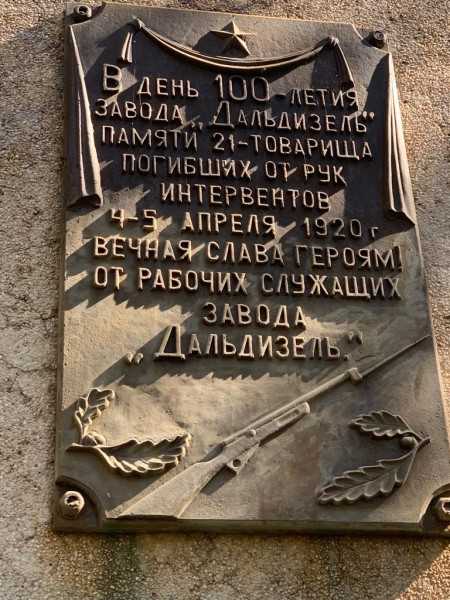 В день 100-летия
завода „Дальдизель"
памяти 21-товарища
погибших от рук
интервентов
4-5 апреля 1920 г
Вечная слава героям!
от рабочих служащих
завода
„Дальдизель."